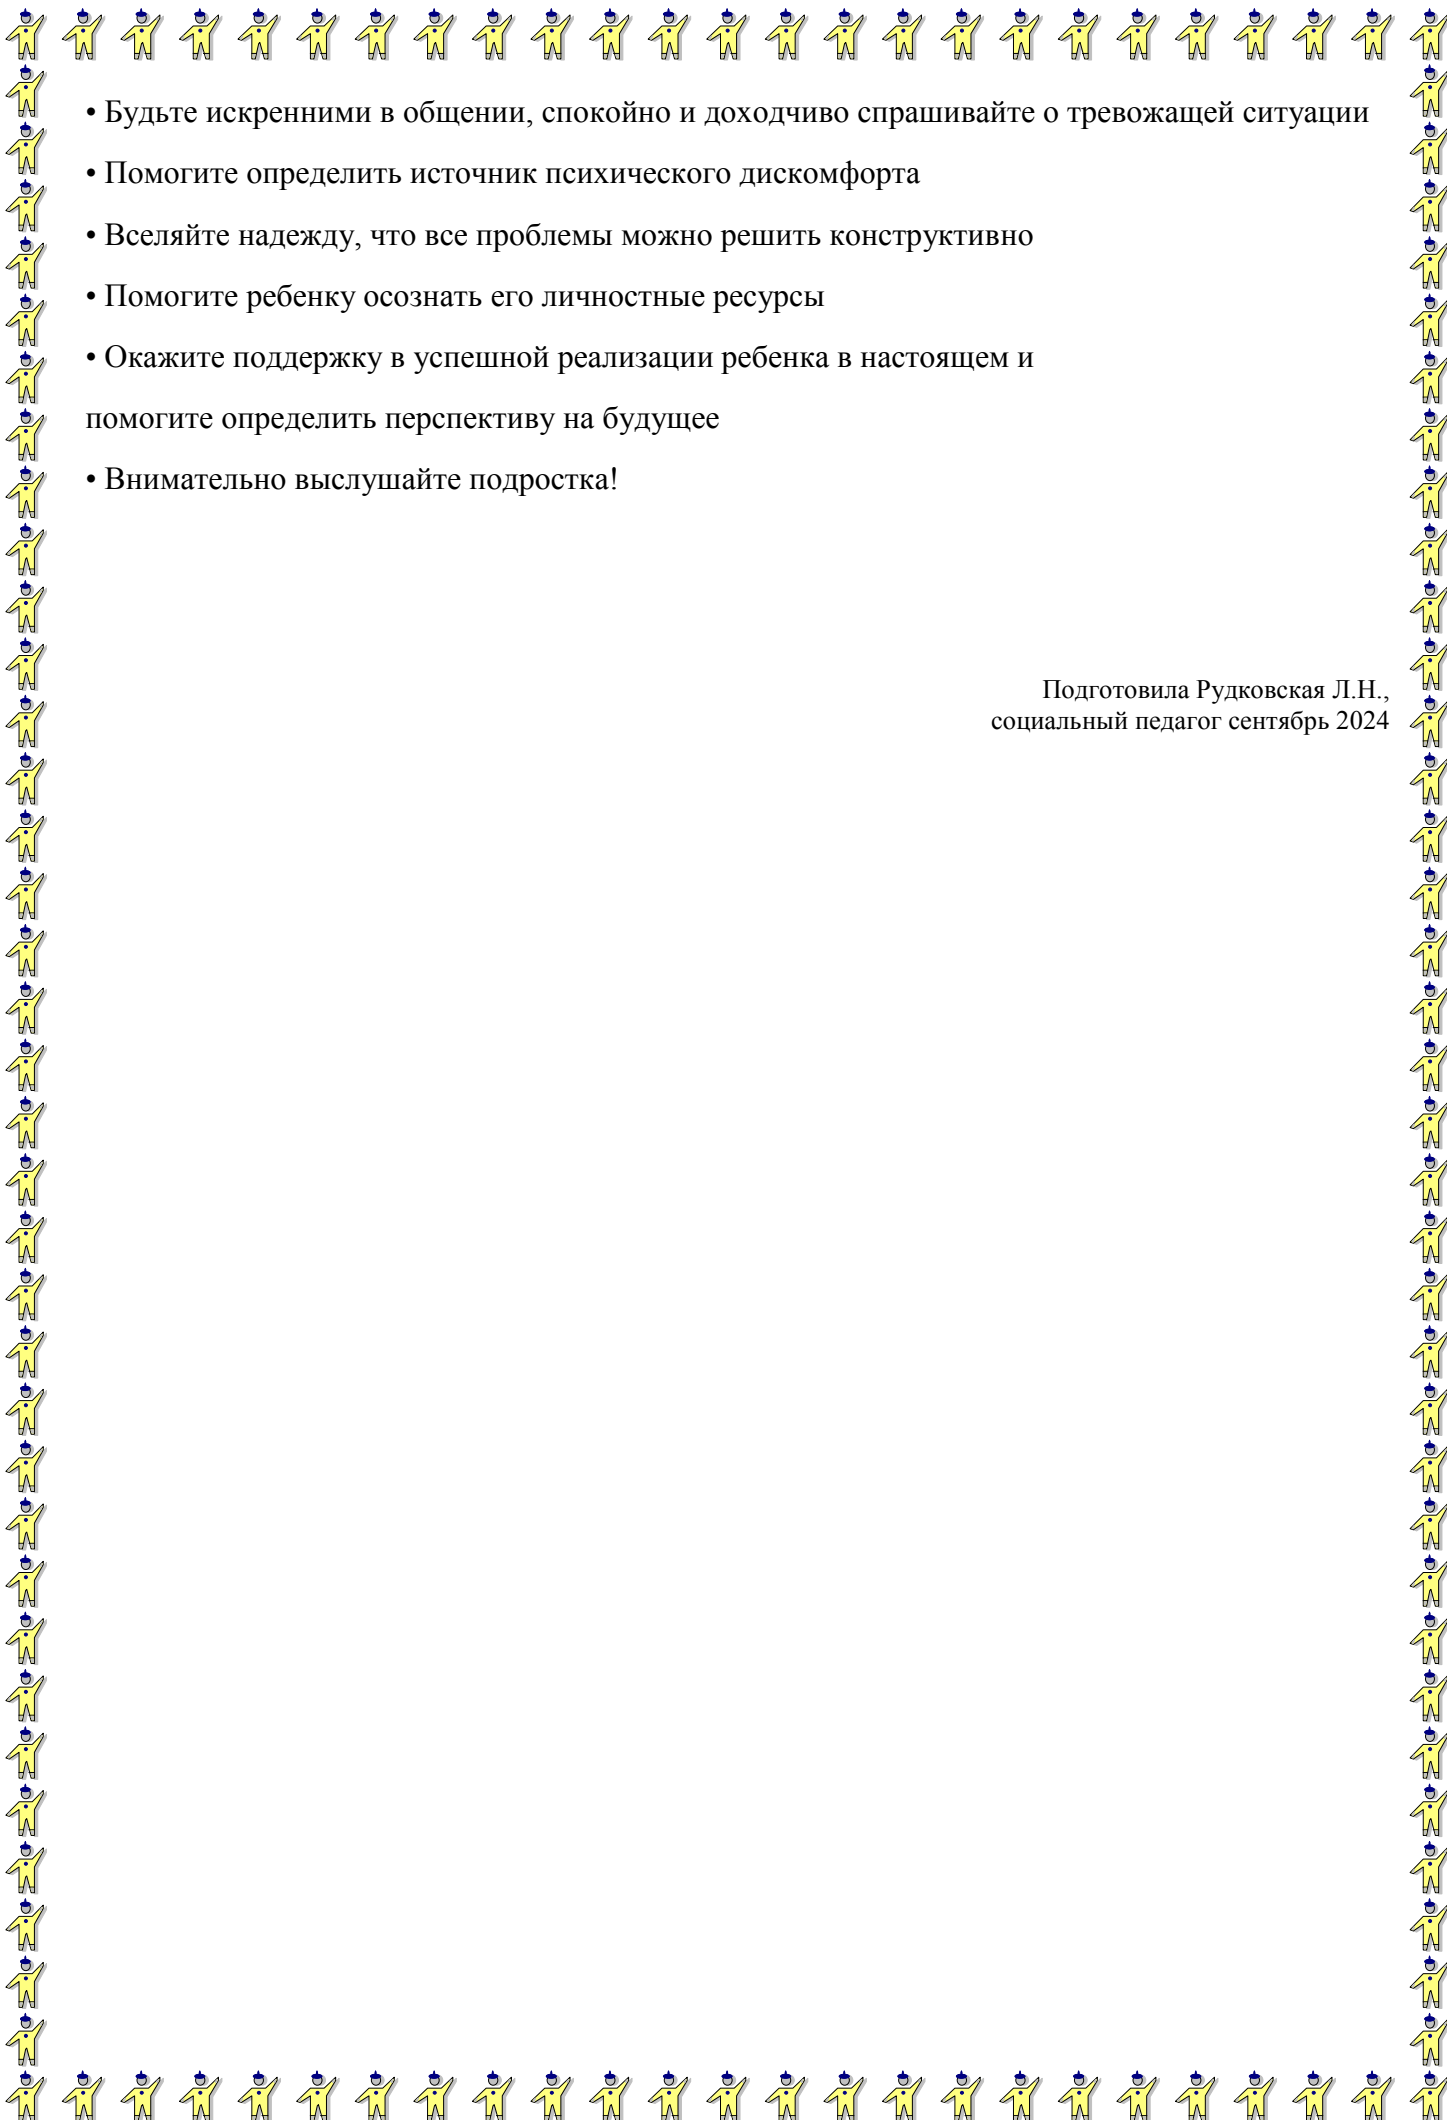 • Будьте искренними в общении, спокойно и доходчиво спрашивайте о тревожащей ситуации
• Помогите определить источник психического дискомфорта
• Вселяйте надежду, что все проблемы можно решить конструктивно
• Помогите ребенку осознать его личностные ресурсы
• Окажите поддержку в успешной реализации ребенка в настоящем и
помогите определить перспективу на будущее
• Внимательно выслушайте подростка!
Подготовила Рудковская Л.Н.,
социальный педагог сентябрь 2024